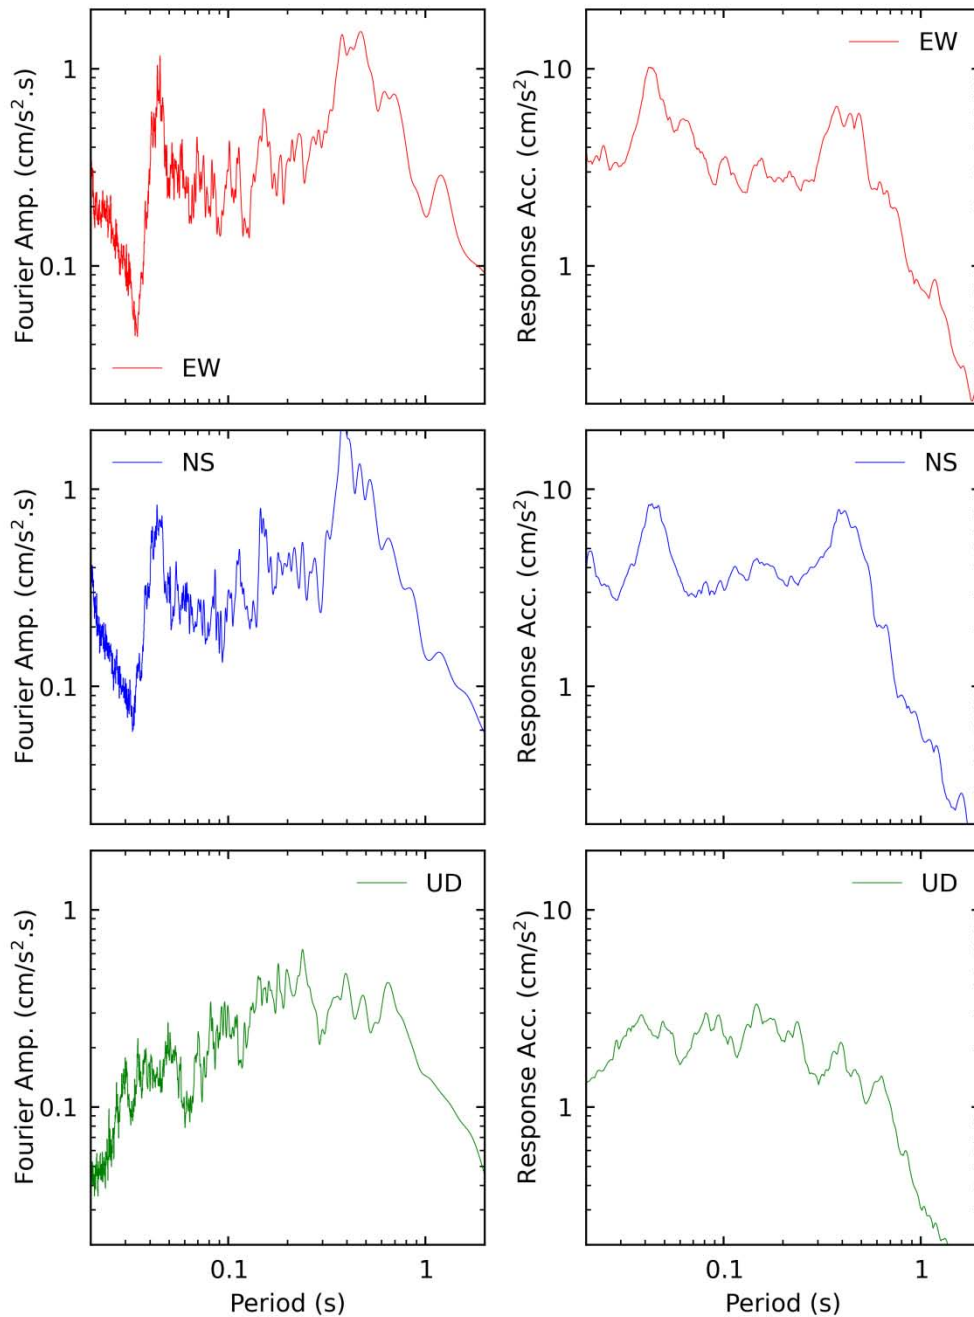 Fourier Amp. (cm/s².s)
1
0.1
EW
Response Acc. (cm/s²)
10
1
EW
Fourier Amp. (cm/s².s)
1
0.1
NS
Response Acc. (cm/s²)
10
1
NS
Fourier Amp. (cm/s².s)
1
0.1
UD
0.1
1
Period (s)
Response Acc. (cm/s²)
10
1
UD
0.1
1
Period (s)